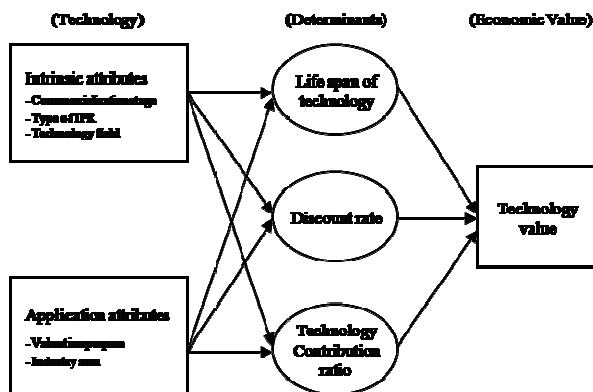 (Technology)
(Determinants)
(Economic Value)
Intrinsic attributes
- Commercialization stage
- Type of IPR
- Technology field
Life span of
technology
Discount rate
Technology
value
Application attributes
- Valuation purpose
- Industry
Technology
Contribution
ratio